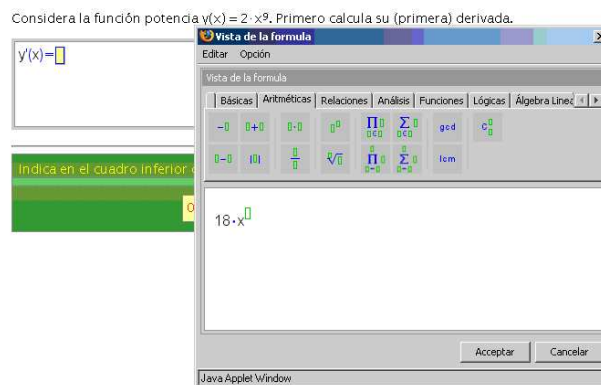 Considera la función potencia y(x) = 2·x⁹. Primero calcula su (primera) derivada.
y'(x)=
Indica en el cuadro inferior
Vista de la formula
Editar Opción
Vista de la formula
Básicas Aritméticas Relaciones Análisis Funciones Lógicas Álgebra
-▯ ▯+▯ ▯·▯ ▯^▯ ∏ ∑ gcd C
▯-▯ |▯| ▯/▯ √ ∏ ∑ lcm
18·x
Acceptar Cancelar
Java Applet Window